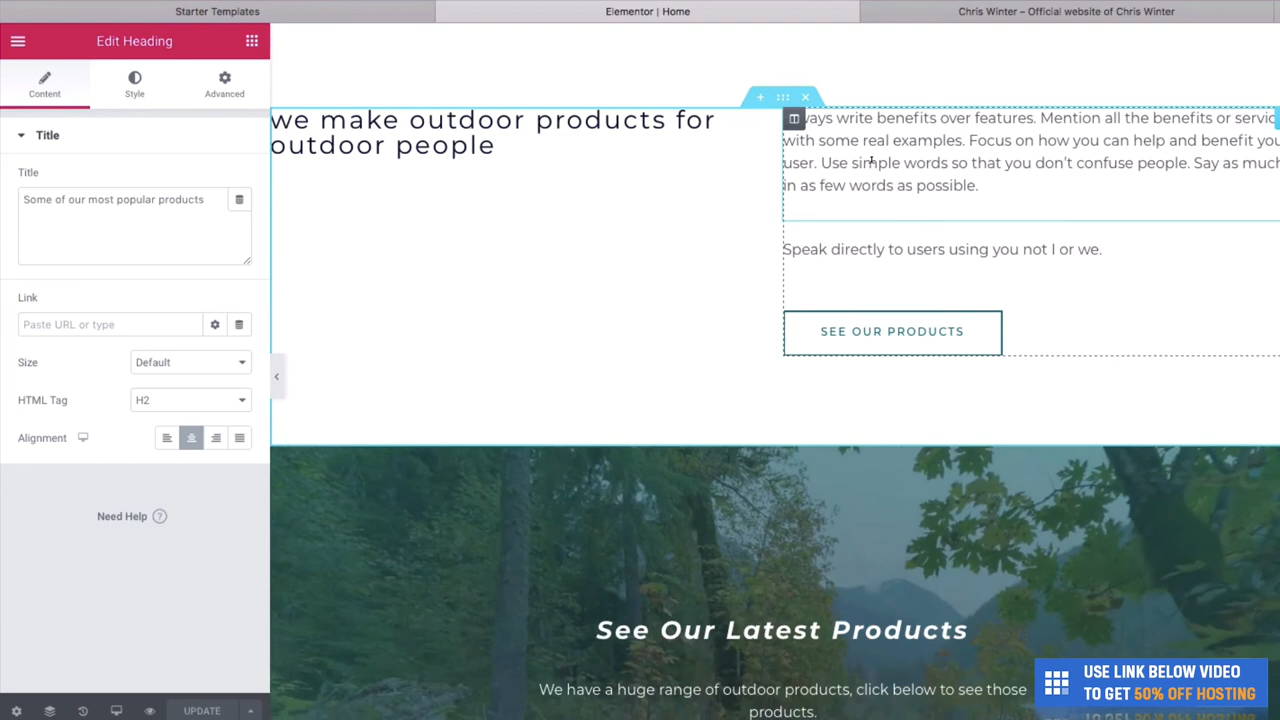 Starter Templates
Elementor | Home
Chris Winter – Official website of Chris Winter
Edit Heading
Content
Style
Advanced
Title
Title
Some of our most popular products
Link
Paste URL or type
Size
Default
HTML Tag
H2
Alignment
Need Help ?
UPDATE
we make outdoor products for
outdoor people
write benefits over features. Mention all the benefits or
with some real examples. Focus on how you can help and benefit
user. Use simple words so that you don't confuse people. Say as much
in as few words as possible.
Speak directly to users using you not I or we.
SEE OUR PRODUCTS
See Our Latest Products
We have a huge range of outdoor products, click below to see those
products.
USE LINK BELOW VIDEO
TO GET 50% OFF HOSTING